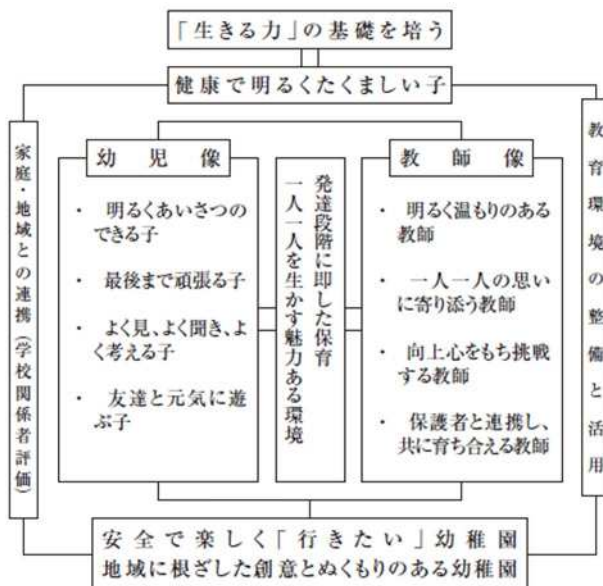 「生きる力」の基礎を培う
健康で明るくたくましい子
家庭・地域との連携(学校関係者評価)
幼児像
・ 明るくあいさつの
できる子
・ 最後まで頑張る子
・ よく見、よく聞き、よ
く考える子
・ 友達と元気に遊
ぶ子
発達段階に即した保育
一人一人を生かす魅力ある環境
教師像
・ 明るく温もりのある
教師
・ 一人一人の思い
に寄り添う教師
・ 向上心をもち挑戦
する教師
・ 保護者と連携し、
共に育ち合える教師
教育環境の整備と活用
安全で楽しく「行きたい」幼稚園
地域に根ざした創意とぬくもりのある幼稚園